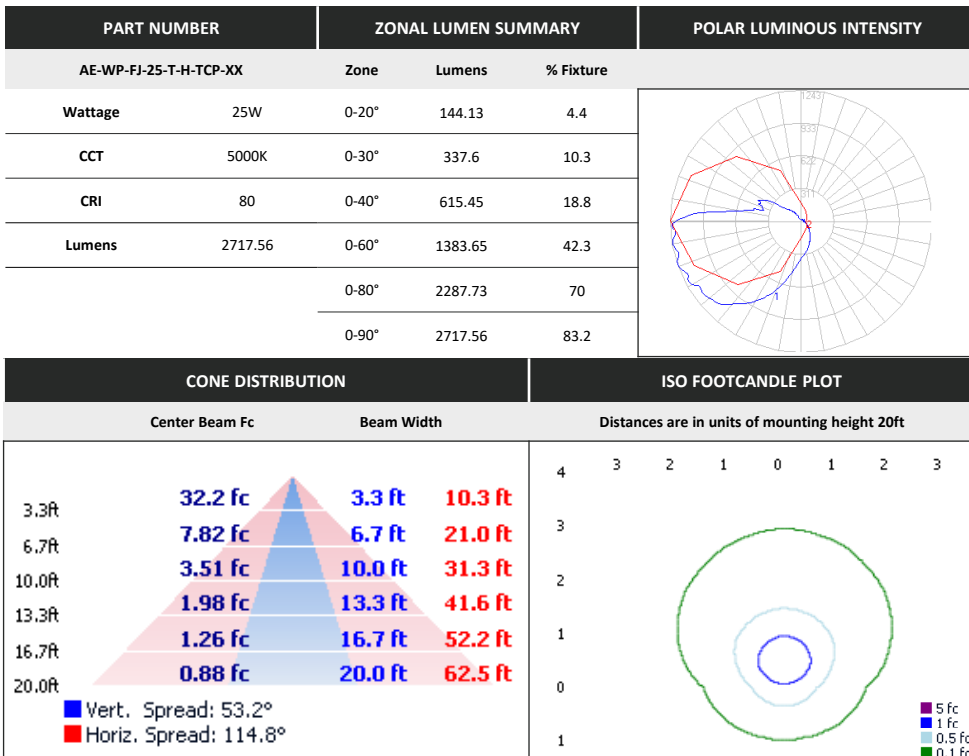 PART NUMBER
ZONAL LUMEN SUMMARY
POLAR LUMINOUS INTENSITY
AE-WP-FJ-25-T-H-TCP-XX
Zone Lumens % Fixture
Wattage 25W
0-20° 144.13 4.4
CCT 5000K
0-30° 337.6 10.3
CRI 80
0-40° 615.45 18.8
Lumens 2717.56
0-60° 1383.65 42.3
0-80° 2287.73 70
0-90° 2717.56 83.2
1243
933
622
311
1
CONE DISTRIBUTION
Center Beam Fc Beam Width
3.3ft 32.2 fc 3.3 ft 10.3 ft
6.7ft 7.82 fc 6.7 ft 21.0 ft
10.0ft 3.51 fc 10.0 ft 31.3 ft
13.3ft 1.98 fc 13.3 ft 41.6 ft
16.7ft 1.26 fc 16.7 ft 52.2 ft
20.0ft 0.88 fc 20.0 ft 62.5 ft
Vert. Spread: 53.2°
Horiz. Spread: 114.8°
ISO FOOTCANDLE PLOT
Distances are in units of mounting height 20ft
4 3 2 1 0 1 2 3
3
2
1
0
1
5 fc
1 fc
0.5 fc
0.1 fc